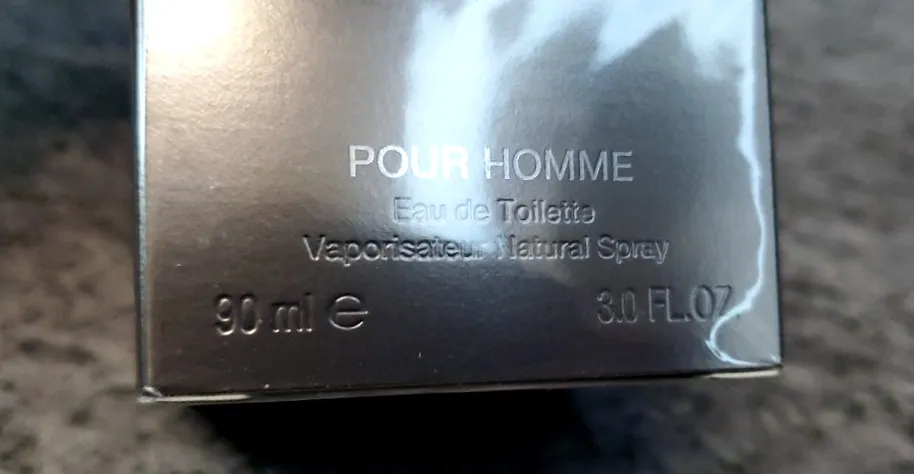 POUR HOMME
Eau de Toilette
Vaporisateur Natural Spray
90 ml ℮ 3.0 FL.OZ